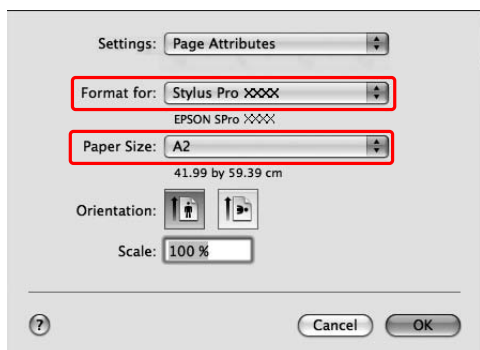 Settings: Page Attributes
Format for: Stylus Pro XXXX
EPSON SPro XXXX
Paper Size: A2
41.99 by 59.39 cm
Orientation:
Scale: 100 %
? Cancel OK